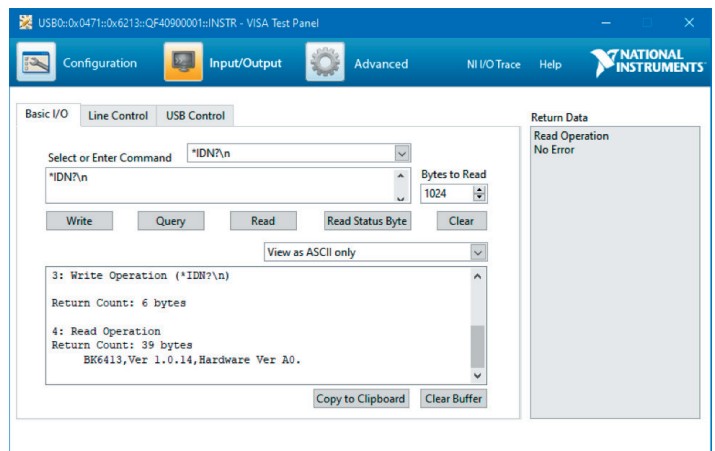 USB0::0x0471::0x6213::QF40900001::INSTR - VISA Test Panel
Configuration
Input/Output
Advanced
NI I/O Trace
Help
NATIONAL
INSTRUMENTS
Basic I/O
Line Control
USB Control
Return Data
Read Operation
No Error
Select or Enter Command
*IDN?\n
*IDN?\n
Bytes to Read
1024
Write
Query
Read
Read Status Byte
Clear
View as ASCII only
3: Write Operation (*IDN?\n)
Return Count: 6 bytes
4: Read Operation
Return Count: 39 bytes
BK6413,Ver 1.0.14,Hardware Ver A0.
Copy to Clipboard
Clear Buffer